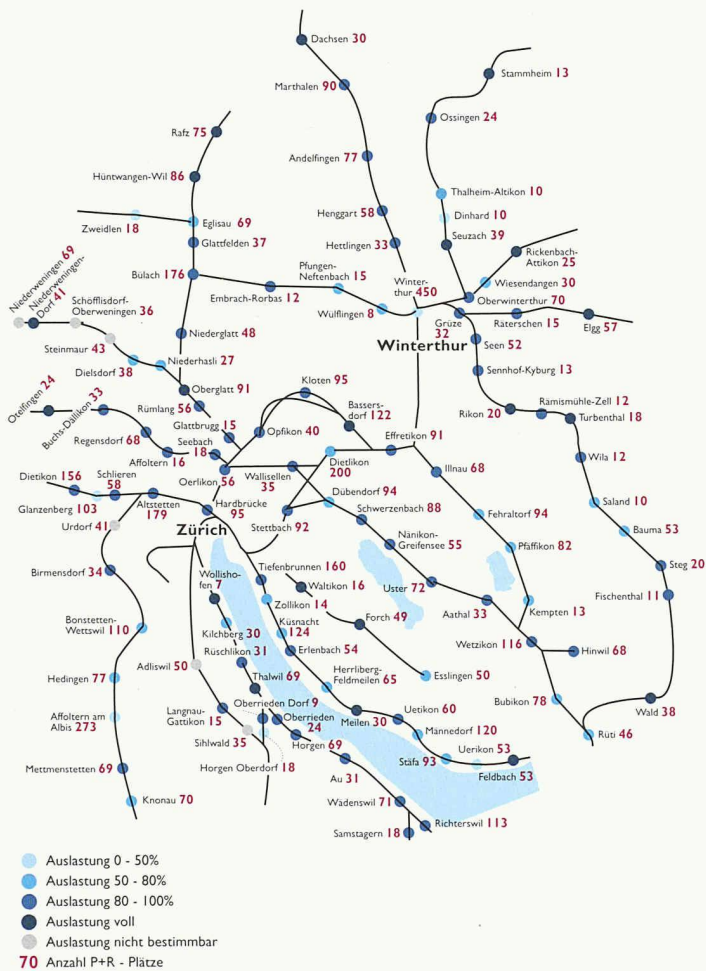 Dachsen 30
Stammheim 13
Marthalen 90
Ossingen 24
Rafz 75
Andelfingen 77
Hüntwangen-Wil 86
Thalheim-Altikon 10
Henggart 58
Dinhard 10
Zweidlen 18
Eglisau 69
Seuzach 39
Glattfelden 37
Hettlingen 33
Rickenbach-
Attikon 25
Niederweningen 69
Niederweningen-
Dorf 41
Bülach 176
Pfungen-
Neftenbach 15
Winter-
thur 450
Wiesendangen 30
Schöfflisdorf-
Oberweningen 36
Embrach-Rorbas 12
Oberwinterthur 70
Wülflingen 8
Grüze
32
Räterschen 15
Elgg 57
Niederglatt 48
Winterthur
Seen 52
Steinmaur 43
Niederhasli 27
Sennhof-Kyburg 13
Dielsdorf 38
Kloten 95
Otelfingen 24
Oberglatt 91
Rämismühle-Zell 12
Buchs-Dällikon 33
Rümlang 56
Bassers-
dorf 122
Rikon 20
Turbenthal 18
Glattbrugg 15
Opfikon 40
Effretikon 91
Regensdorf 68
Seebach
18
Wila 12
Affoltern
16
Dietlikon
200
Illnau 68
Oerlikon 56
Wallisellen
35
Dietikon 156
Schlieren
58
Dübendorf 94
Saland 10
Glanzenberg 103
Altstetten
179
Hardbrücke
95
Schwerzenbach 88
Fehraltorf 94
Urdorf 41
Zürich
Stettbach 92
Bauma 53
Nänikon-
Greifensee 55
Pfäffikon 82
Birmensdorf 34
Wollisho-
fen 7
Tiefenbrunnen 160
Steg 20
Waltikon 16
Uster 72
Fischenthal 11
Zollikon 14
Aathal 33
Kempten 13
Bonstetten-
Wettswil 110
Kilchberg 30
Küsnacht
124
Forch 49
Rüschlikon 31
Erlenbach 54
Wetzikon 116
Hinwil 68
Adliswil 50
Thalwil 69
Herrliberg-
Feldmeilen 65
Esslingen 50
Hedingen 77
Oberrieden Dorf 9
Bubikon 78
Wald 38
Langnau-
Gattikon 15
Oberrieden
24
Meilen 30
Uetikon 60
Affoltern am
Albis 273
Männedorf 120
Rüti 46
Sihlwald 35
Horgen 69
Uerikon 53
Stäfa 93
Horgen Oberdorf 18
Mettmenstetten 69
Au 31
Feldbach
53
Knonau 70
Wädenswil 71
Richterswil 113
Samstagern 18
Auslastung 0 - 50%
Auslastung 50 - 80%
Auslastung 80 - 100%
Auslastung voll
Auslastung nicht bestimmbar
70 Anzahl P+R - Plätze